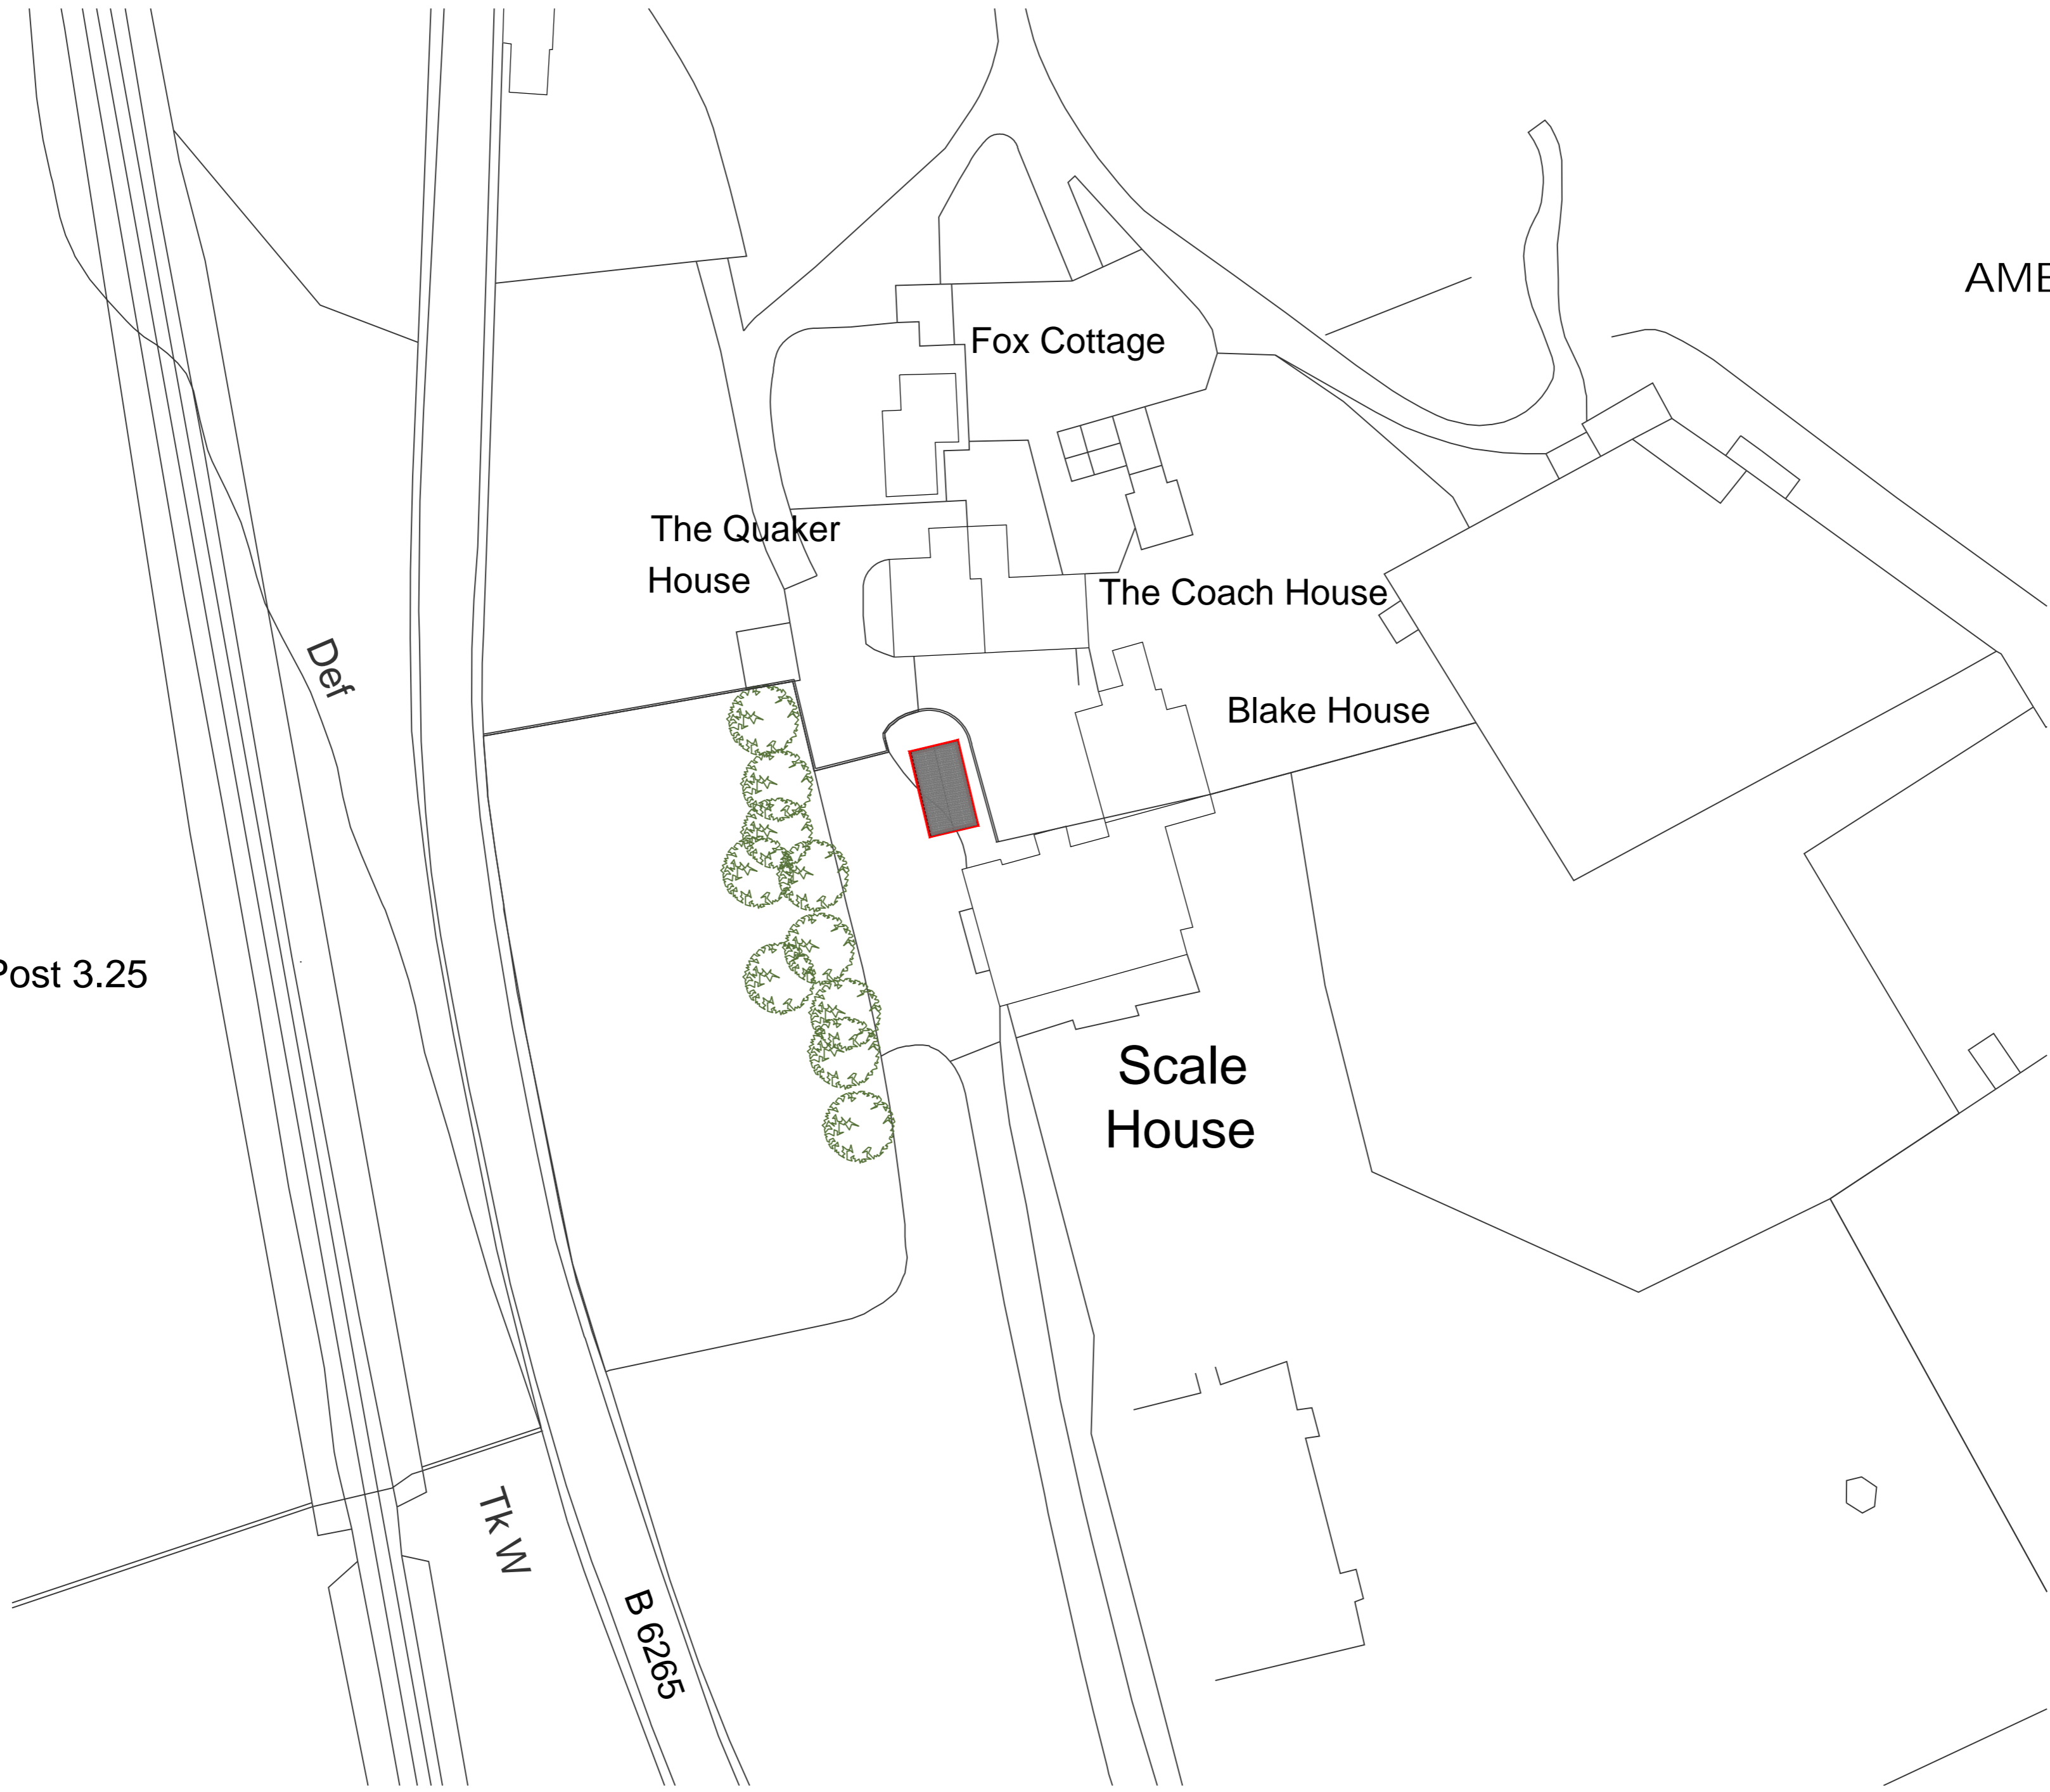 AME
Fox Cottage
The Quaker
House
The Coach House
Def
Blake House
Post 3.25
Scale
House
Tk W
B 6265